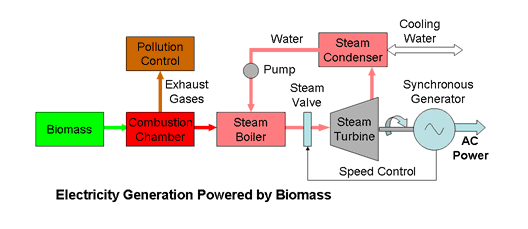 Water
Steam
Condenser
Cooling
Water
Pollution
Control
Pump
Exhaust
Gases
Steam
Valve
Synchronous
Generator
Biomass
Combustion
Chamber
Steam
Boiler
Steam
Turbine
AC
Power
Speed Control
Electricity Generation Powered by Biomass